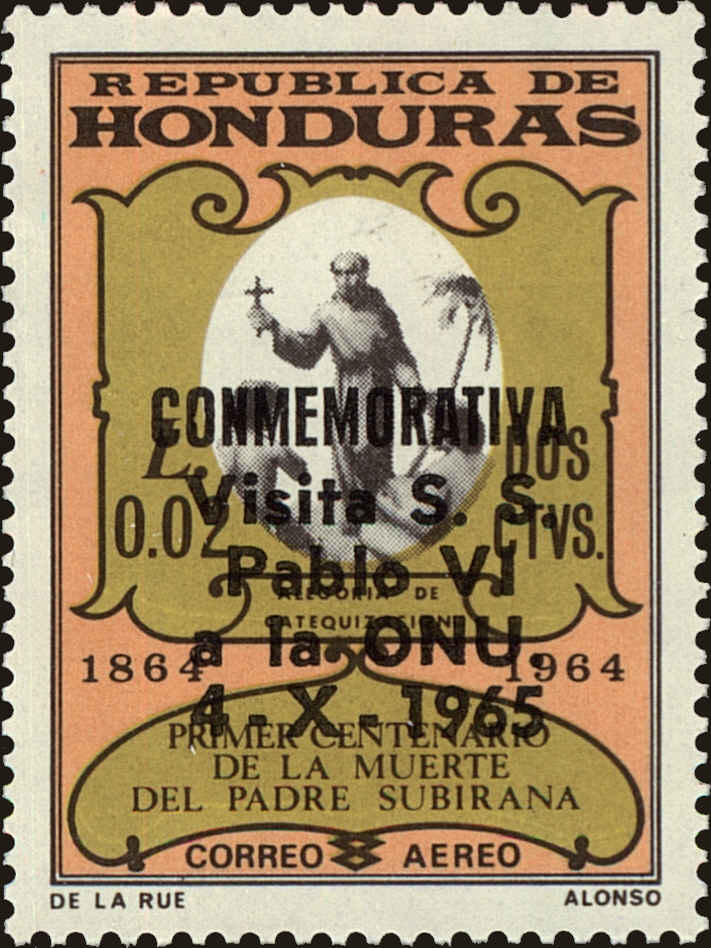 REPUBLICA DE
HONDURAS
CONMEMORATIVA
L. DOS
0.02 CTVS.
Visita S. S.
Pablo VI
a la ONU.
4 - X - 1965
ALEGORIA DE
CATEQUIZATION
1864 1964
PRIMER CENTENARIO
DE LA MUERTE
DEL PADRE SUBIRANA
CORREO AEREO
DE LA RUE ALONSO